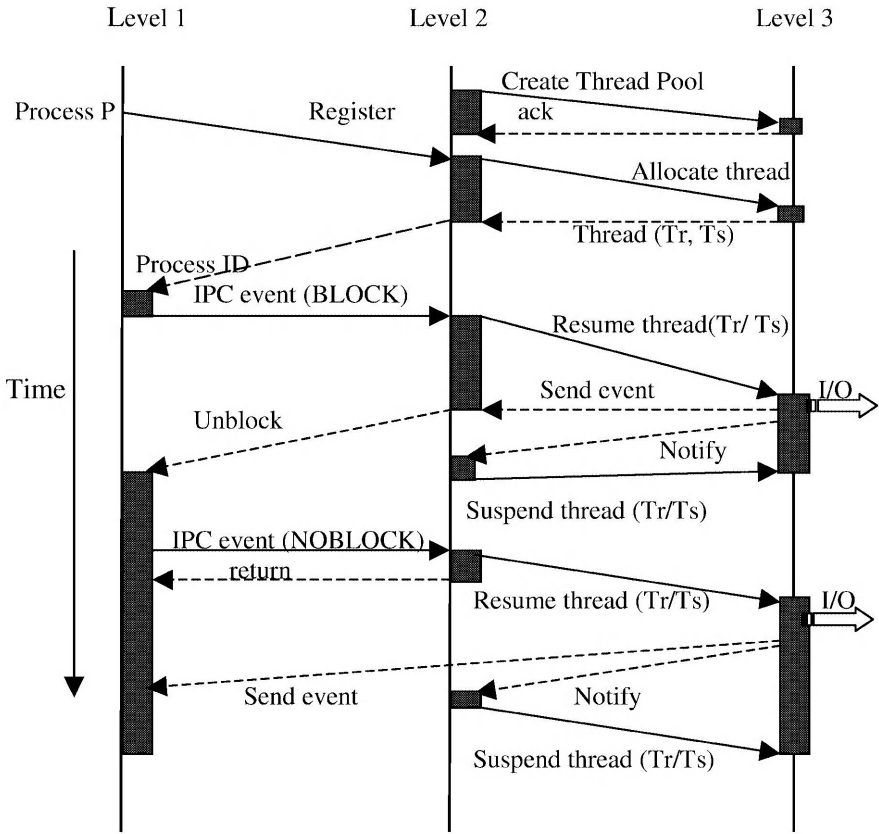 Level 1
Level 2
Level 3
Create Thread Pool
Process P
Register
ack
Allocate thread
Thread (Tr, Ts)
Process ID
IPC event (BLOCK)
Resume thread(Tr/ Ts)
Time
Send event
I/O
Unblock
Notify
Suspend thread (Tr/Ts)
IPC event (NOBLOCK)
return
Resume thread (Tr/Ts)
I/O
Send event
Notify
Suspend thread (Tr/Ts)